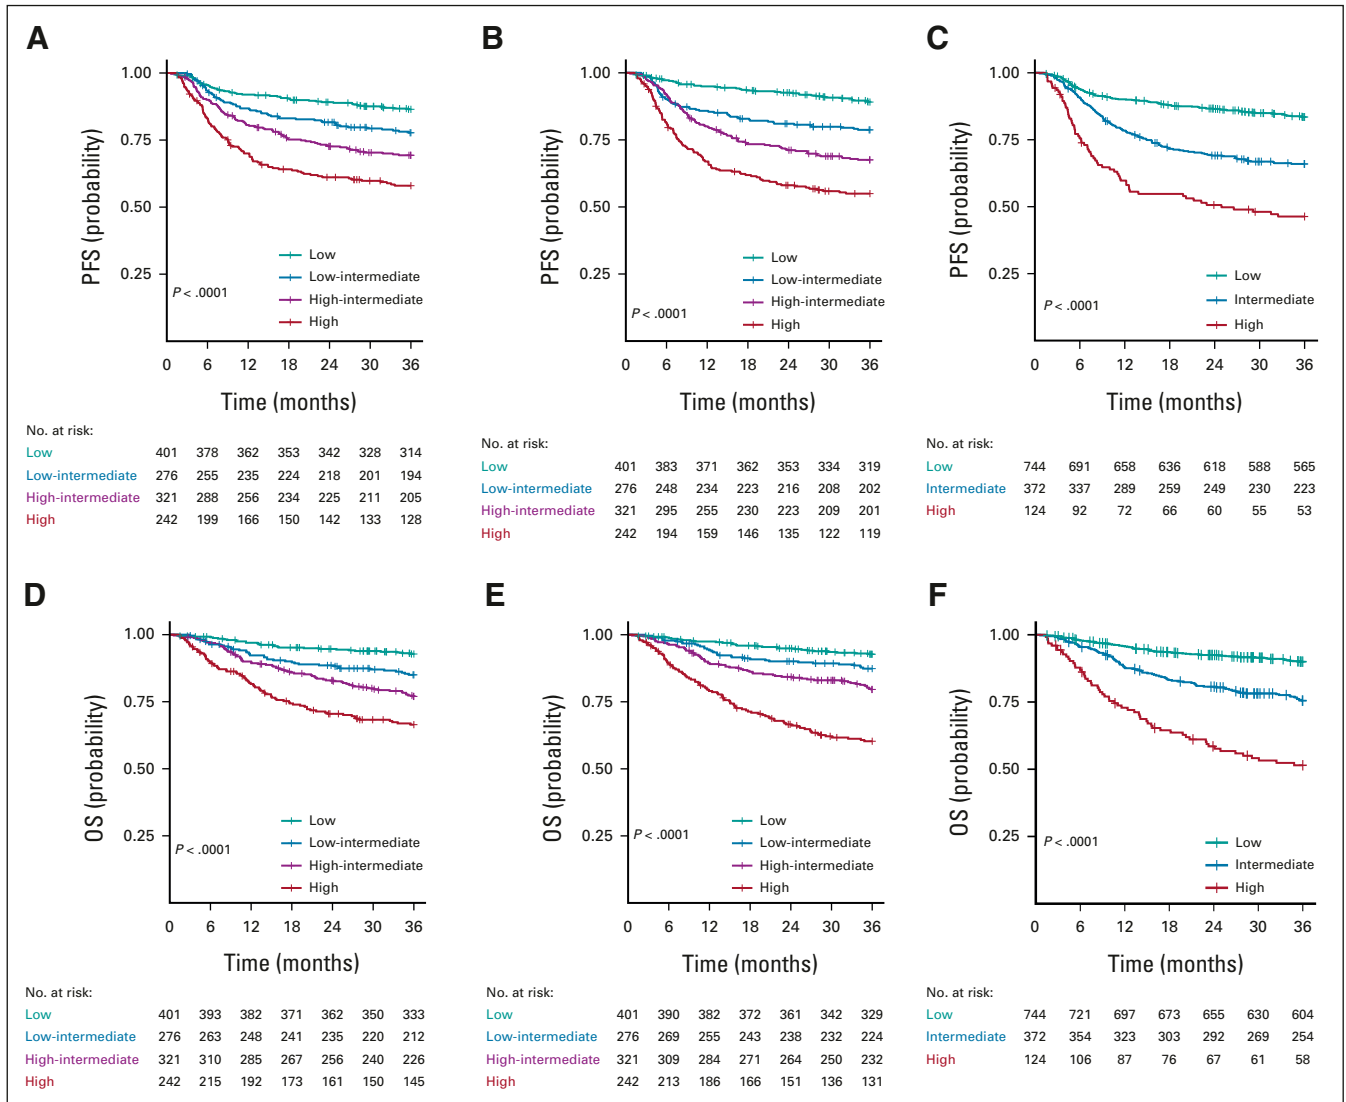 A
1.00
0.75
0.50
0.25
PFS (probability)
P < .0001
Low
Low-intermediate
High-intermediate
High
0 6 12 18 24 30 36
Time (months)
No. at risk:
Low 401 378 362 353 342 328 314
Low-intermediate 276 255 235 224 218 201 194
High-intermediate 321 288 256 234 225 211 205
High 242 199 166 150 142 133 128
B
1.00
0.75
0.50
0.25
PFS (probability)
P < .0001
Low
Low-intermediate
High-intermediate
High
0 6 12 18 24 30 36
Time (months)
No. at risk:
Low 401 383 371 362 353 334 319
Low-intermediate 276 248 234 223 216 208 202
High-intermediate 321 295 255 230 223 209 201
High 242 194 159 146 135 122 119
C
1.00
0.75
0.50
0.25
PFS (probability)
P < .0001
Low
Intermediate
High
0 6 12 18 24 30 36
Time (months)
No. at risk:
Low 744 691 658 636 618 588 565
Intermediate 372 337 289 259 249 230 223
High 124 92 72 66 60 55 53
D
1.00
0.75
0.50
0.25
OS (probability)
P < .0001
Low
Low-intermediate
High-intermediate
High
0 6 12 18 24 30 36
Time (months)
No. at risk:
Low 401 393 382 371 362 350 333
Low-intermediate 276 263 248 241 235 220 212
High-intermediate 321 310 285 267 256 240 226
High 242 215 192 173 161 150 145
E
1.00
0.75
0.50
0.25
OS (probability)
P < .0001
Low
Low-intermediate
High-intermediate
High
0 6 12 18 24 30 36
Time (months)
No. at risk:
Low 401 390 382 372 361 342 329
Low-intermediate 276 269 255 243 238 232 224
High-intermediate 321 309 284 271 264 250 232
High 242 213 186 166 151 136 131
F
1.00
0.75
0.50
0.25
OS (probability)
P < .0001
Low
Intermediate
High
0 6 12 18 24 30 36
Time (months)
No. at risk:
Low 744 721 697 673 655 630 604
Intermediate 372 354 323 303 292 269 254
High 124 106 87 76 67 61 58